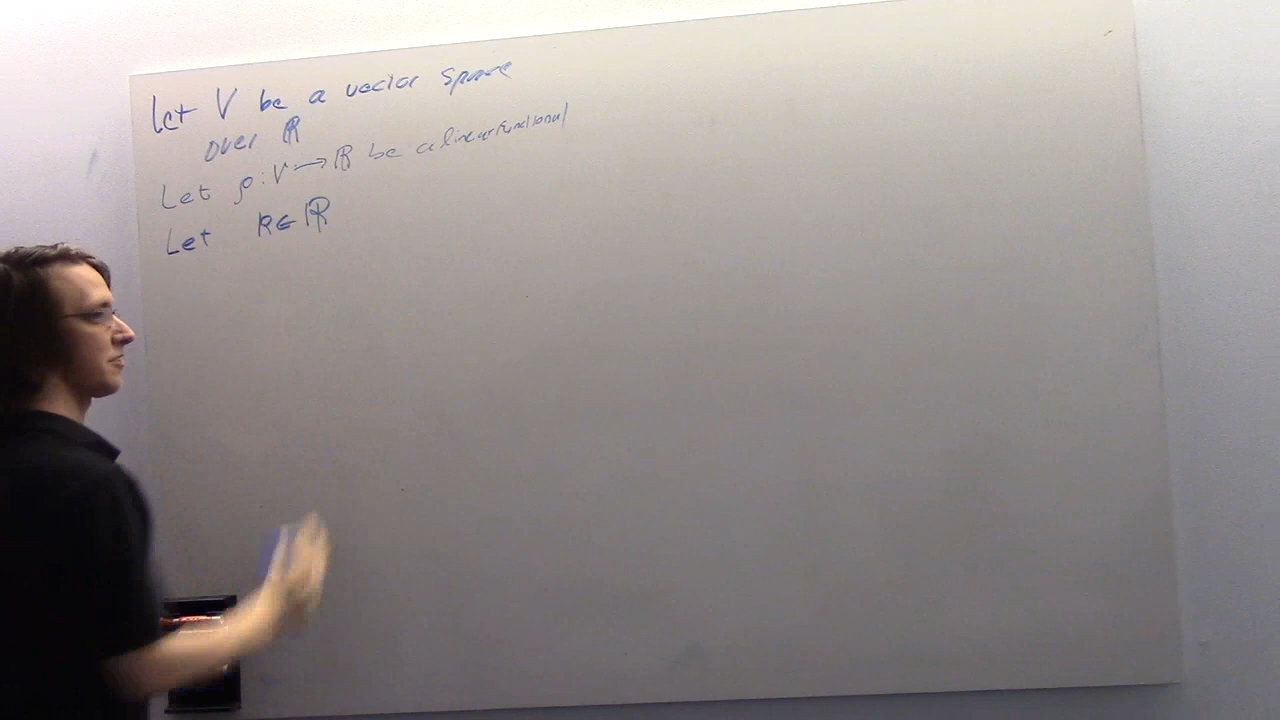 Let V be a vector space
over ℝ
Let ρ: V → ℝ be a linear functional
Let k ∈ ℝ